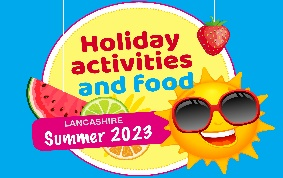 Holiday
activities
and food
LANCASHIRE
Summer 2023